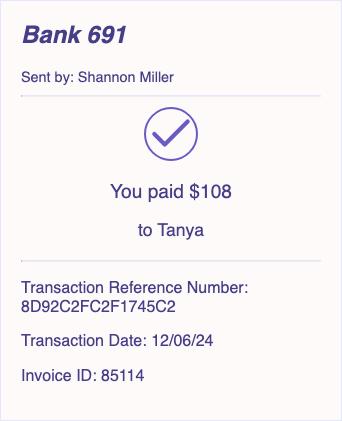 Bank 691
Sent by: Shannon Miller
You paid $108
to Tanya
Transaction Reference Number:
8D92C2FC2F1745C2
Transaction Date: 12/06/24
Invoice ID: 85114